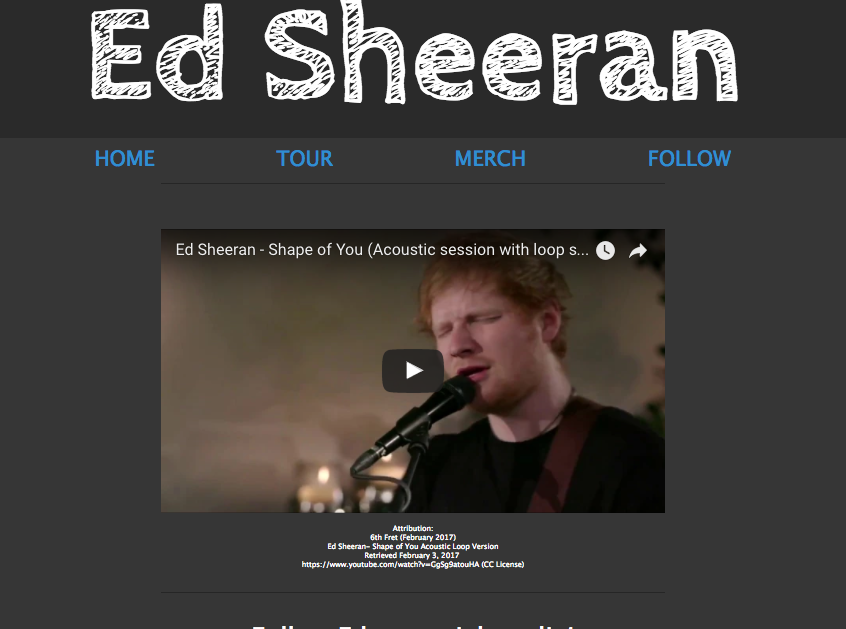 Ed Sheeran
HOME TOUR MERCH FOLLOW
Ed Sheeran - Shape of You (Acoustic session with loop s...
Attribution:
6th Fret (February 2017)
Ed Sheeran- Shape of You Acoustic Loop Version
Retrieved February 3, 2017
https://www.youtube.com/watch?v=GgSg9atouHA (CC License)